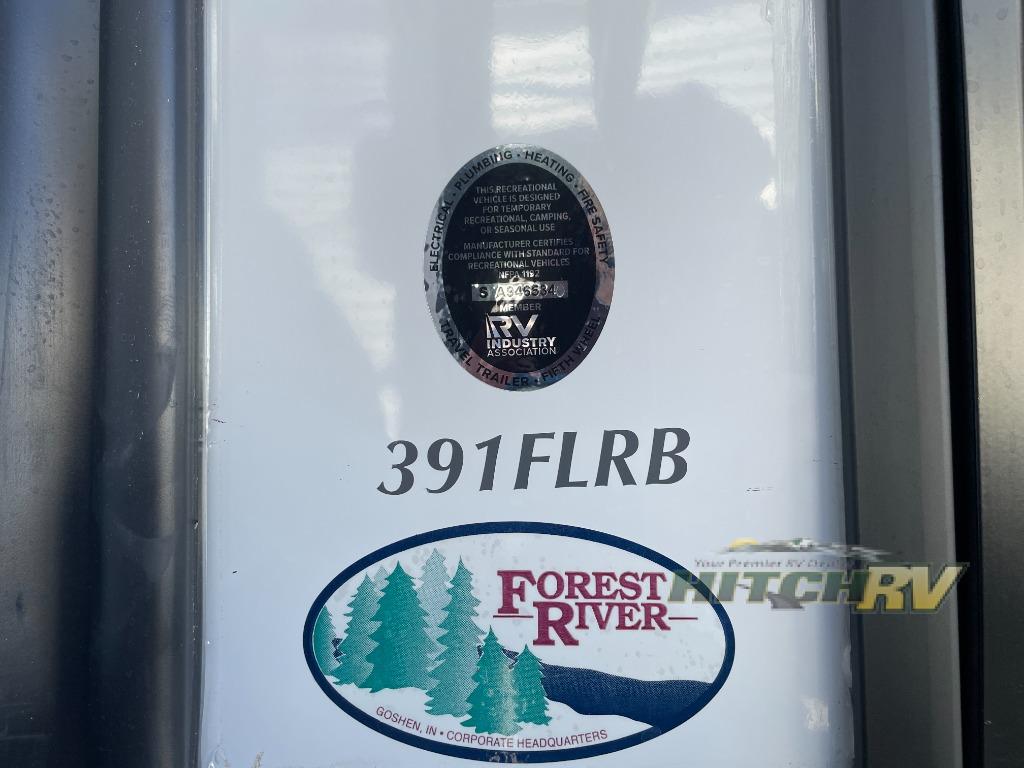 ELECTRICAL • PLUMBING • HEATING • FIRE SAFETY
THIS RECREATIONAL
VEHICLE IS DESIGNED
FOR TEMPORARY
RECREATIONAL, CAMPING,
OR SEASONAL USE
MANUFACTURER CERTIFIES
COMPLIANCE WITH STANDARD FOR
RECREATIONAL VEHICLES
NFPA 1192
MEMBER
RV
INDUSTRY
ASSOCIATION
TRAVEL TRAILER • FIFTH WHEEL
391FLRB
FOREST
RIVER
GOSHEN, IN • CORPORATE HEADQUARTERS
Your Premier RV
HITCHRV